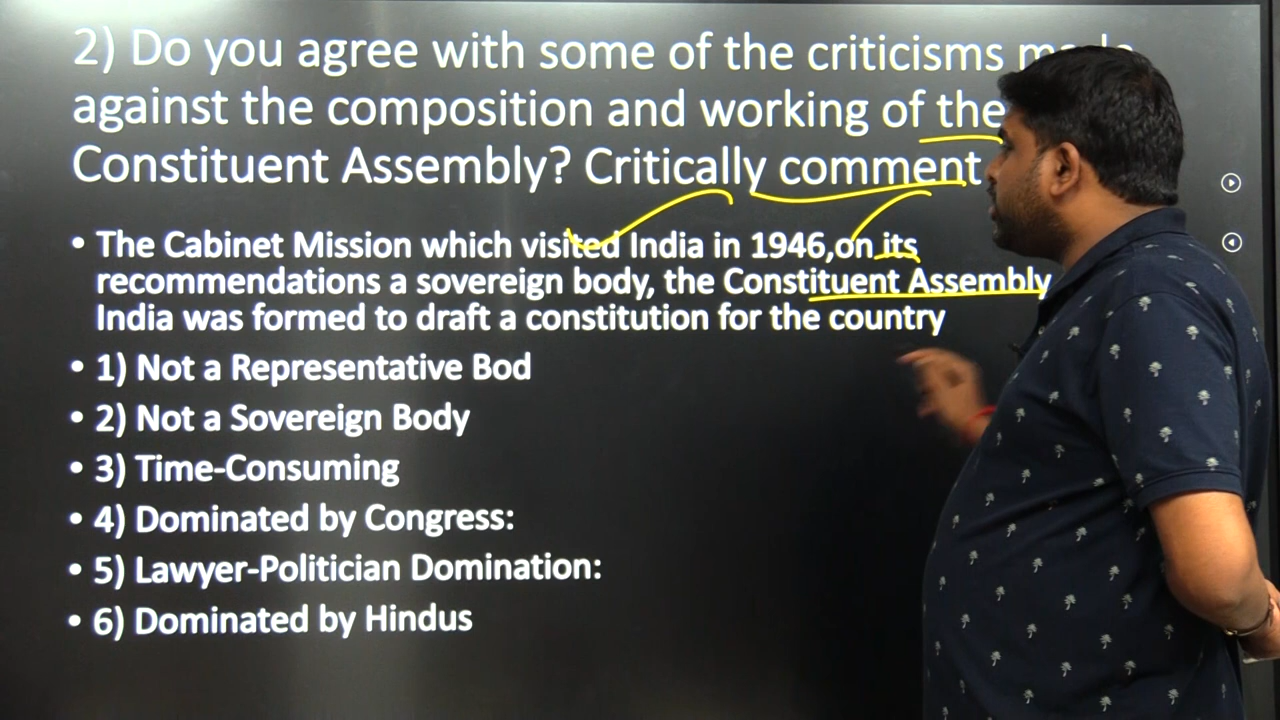 2) Do you agree with some of the criticisms made
against the composition and working of the
Constituent Assembly? Critically comment
• The Cabinet Mission which visited India in 1946,on its
recommendations a sovereign body, the Constituent Assembly
India was formed to draft a constitution for the country
• 1) Not a Representative Bod
• 2) Not a Sovereign Body
• 3) Time-Consuming
• 4) Dominated by Congress:
• 5) Lawyer-Politician Domination:
• 6) Dominated by Hindus